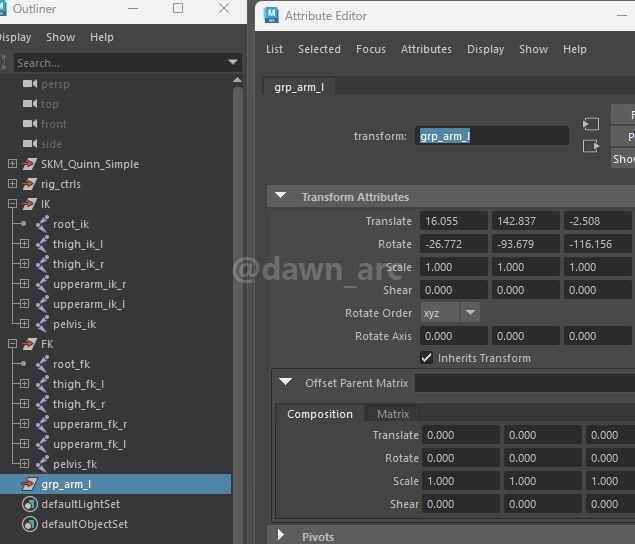 Outliner
Display Show Help
Search...
persp
top
front
side
SKM_Quinn_Simple
rig_ctrls
IK
root_ik
thigh_ik_l
thigh_ik_r
upperarm_ik_r
upperarm_ik_l
pelvis_ik
FK
root_fk
thigh_fk_l
thigh_fk_r
upperarm_fk_r
upperarm_fk_l
pelvis_fk
grp_arm_l
defaultLightSet
defaultObjectSet
M
Attribute Editor
List Selected Focus Attributes Display Show Help
grp_arm_l
transform: grp_arm_l
F
P
Show
Transform Attributes
Translate 16.055 142.837 -2.508
Rotate -26.772 -93.679 -116.156
Scale 1.000 1.000 1.000
Shear 0.000 0.000 0.000
Rotate Order xyz
Rotate Axis 0.000 0.000 0.000
Inherits Transform
Offset Parent Matrix
Composition Matrix
Translate 0.000 0.000 0.000
Rotate 0.000 0.000 0.000
Scale 1.000 1.000 1.000
Shear 0.000 0.000 0.000
Pivots
@dawn_arc